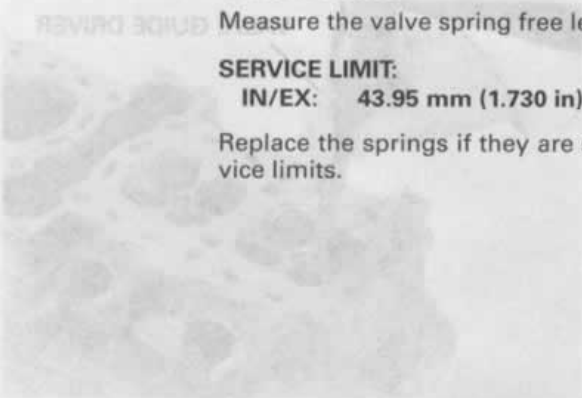 Measure the valve spring free le
SERVICE LIMIT:
IN/EX: 43.95 mm (1.730 in)
Replace the springs if they are
vice limits.